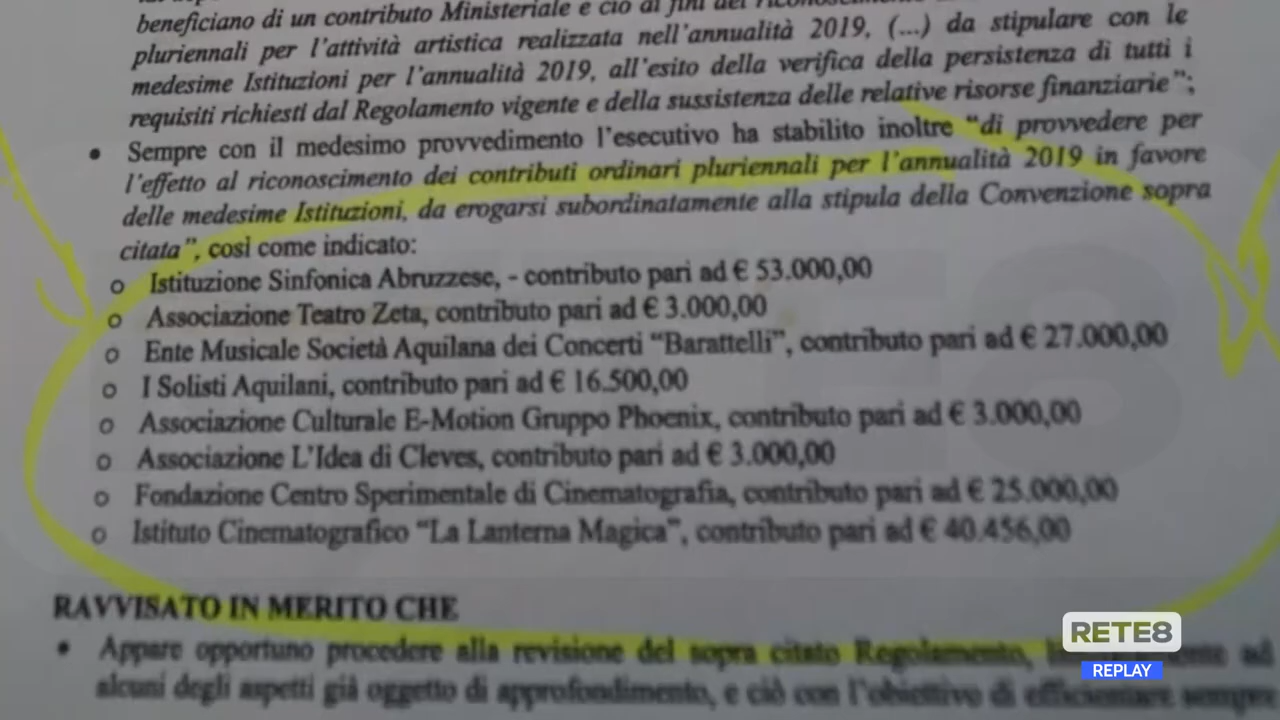 beneficiano di un contributo Ministeriale e ciò ai fini del
pluriennali per l'attività artistica realizzata nell'annualità 2019, (...) da stipulare con le
medesime Istituzioni per l'annualità 2019, all'esito della verifica della persistenza di tutti i
requisiti richiesti dal Regolamento vigente e della sussistenza delle relative risorse finanziarie";
• Sempre con il medesimo provvedimento l'esecutivo ha stabilito inoltre "di provvedere per
l'effetto al riconoscimento dei contributi ordinari pluriennali per l'annualità 2019 in favore
delle medesime Istituzioni, da erogarsi subordinatamente alla stipula della Convenzione sopra
citata", così come indicato:
o Istituzione Sinfonica Abruzzese, - contributo pari ad € 53.000,00
o Associazione Teatro Zeta, contributo pari ad € 3.000,00
o Ente Musicale Società Aquilana dei Concerti "Barattelli", contributo pari ad € 27.000,00
o I Solisti Aquilani, contributo pari ad € 16.500,00
o Associazione Culturale E-Motion Gruppo Phoenix, contributo pari ad € 3.000,00
o Associazione L'Idea di Cleves, contributo pari ad € 3.000,00
o Fondazione Centro Sperimentale di Cinematografia, contributo pari ad € 25.000,00
o Istituto Cinematografico "La Lanterna Magica", contributo pari ad € 40.456,00
RAVVISATO IN MERITO CHE
• Appare opportuno procedere alla revisione del sopra citato Regolamento, ad
alcuni degli aspetti già oggetto di approfondimento, e ciò con l'obiettivo di efficientare sempre
RETE8
REPLAY